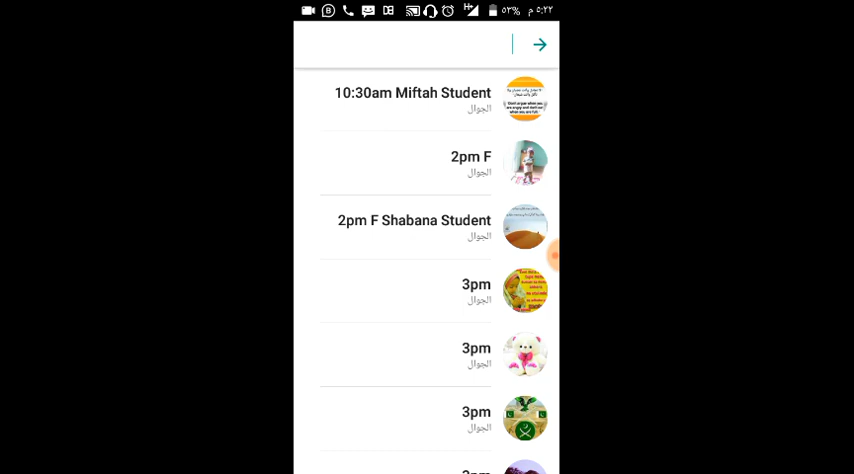 ٥٣% ٥:٢٢ م
10:30am Miftah Student
الجوال
2pm F
الجوال
2pm F Shabana Student
الجوال
3pm
الجوال
3pm
الجوال
3pm
الجوال